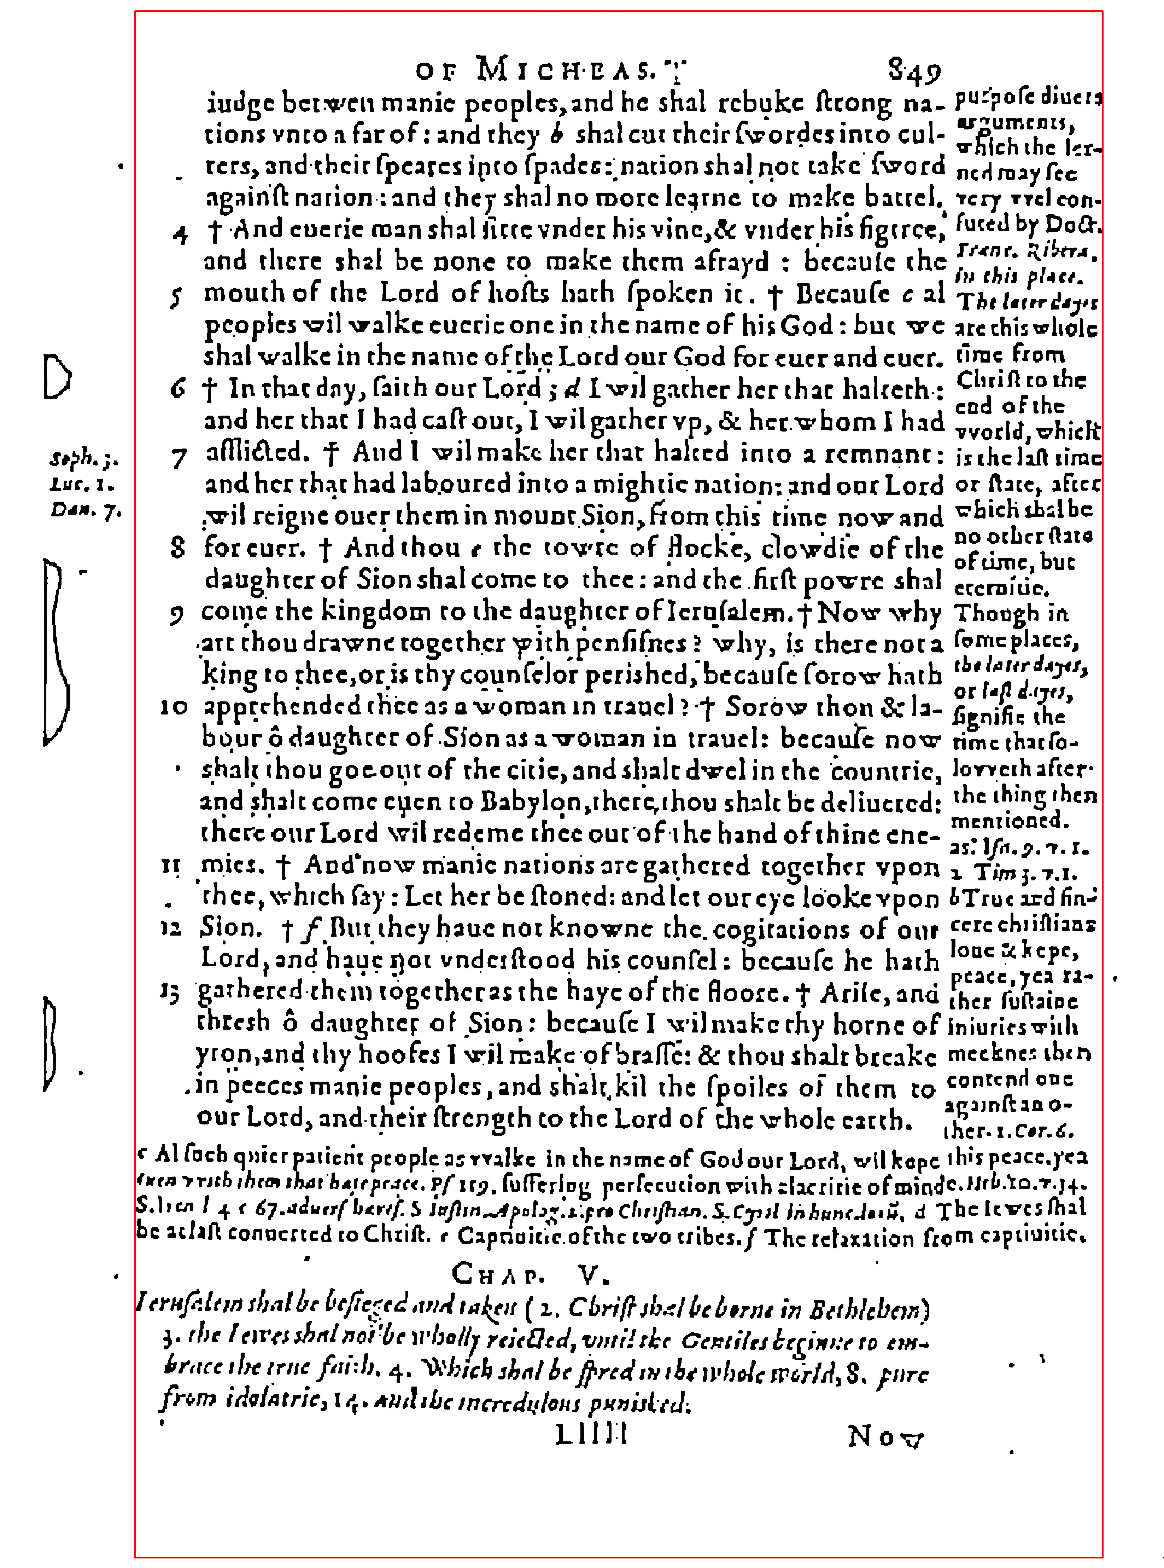 OF MICHEAS. 849
iudge betwen manie peoples, and he shal rebuke ſtrong na-
tions vnto a far of: and they b shal cut their ſwordes into cul-
ters, and their ſpeares into ſpades: nation shal not take ſword
againſt nation: and they shal no more learne to make battel.
4 † And euerie man shal ſitte vnder his vine, & vnder his figtree,
and there shal be none to make them afrayd: becauſe the
5 mouth of the Lord of hoſts hath ſpoken it. † Becauſe c al
peoples wil walke euerie one in the name of his God: but we
shal walke in the name of the Lord our God for euer and euer.
6 † In that day, ſaith our Lord; d I wil gather her that halteth:
and her that I had caſt out, I wil gather vp, & her whom I had
7 afflicted. † And I wil make her that halted into a remnant:
and her that had laboured into a mightie nation: and our Lord
wil reigne ouer them in mount Sion, from this time now and
8 for euer. † And thou e the towre of flocke, clowdie of the
daughter of Sion shal come to thee: and the firſt powre shal
9 come the kingdom to the daughter of Ieruſalem. † Now why
art thou drawne together with penſifnes? why, is there not a
king to thee, or is thy counſelor perished, becauſe ſorow hath
10 apprehended thee as a woman in trauel? † Sorow thou & la-
bour ô daughter of Sion as a woman in trauel: becauſe now
shalt thou goe out of the citie, and shalt dwel in the countrie,
and shalt come euen to Babylon, there thou shalt be deliuered:
there our Lord wil redeme thee out of the hand of thine ene-
11 mies. † And now manie nations are gathered together vpon
thee, which ſay: Let her be ſtoned: and let our eye looke vpon
12 Sion. † f But they haue not knowne the cogitations of our
Lord, and haue not vnderſtood his counſel: becauſe he hath
13 gathered them together as the haye of the floore. † Ariſe, and
thresh ô daughter of Sion: becauſe I wil make thy horne of
yron, and thy hoofes I wil make of braſſe: & thou shalt breake
in peeces manie peoples, and shalt kil the ſpoiles of them to
our Lord, and their ſtrength to the Lord of the whole earth.
Soph. 3.
Luc. 1.
Dan. 7.
purpoſe diuers
arguments,
which the ler-
ned may ſee
very vvel con-
futed by Doct.
Franc. Ribera,
in this place.
The later dayes
are this whole
time from
Chriſt to the
end of the
vvorld, which
is the laſt time
or ſtate, after
which shal be
no other ſtate
of time, but
eternitie.
Though in
ſome places,
the later dayes,
or laſt dayes,
ſignifie the
time that fo-
lovveth after
the thing then
mentioned.
as: Iſa. 9. v. 1.
1 Tim 3. v. 1.
b True and ſin-
cere chriſtians
loue & kepe,
peace, yea ra-
ther ſuſtaine
iniuries with
meeknes then
contend one
againſt ano-
ther. 1. Cor. 6.
c Al ſuch quiet patient people as vvalke in the name of God our Lord, wil kepe this peace. yea
euen vvith them that hate peace. Pſ 119. ſuffering perſecution with alacritie of minde. Heb. 10. v. 34.
S. Iren l 4 c 67. aduerſ hæreſ. S Iuſtin. Apolog. 2. pro Chriſtian. S. Cyril in hunc locū. d The Iewes ſhal
be at laſt conuerted to Chriſt. e Captiuitie of the two tribes. f The relaxation from captiuitie.
CHAP. V.
Ieruſalem shal be beſieged and taken (2. Chriſt shal be borne in Bethlehem)
3. the Iewes shal not be wholly reiected, vntil the Gentiles beginne to em-
brace the true faith. 4. Which shal be ſpred in the whole world, 8. pure
from idolatrie, 14. and the incredulous punished.
Lllll Now